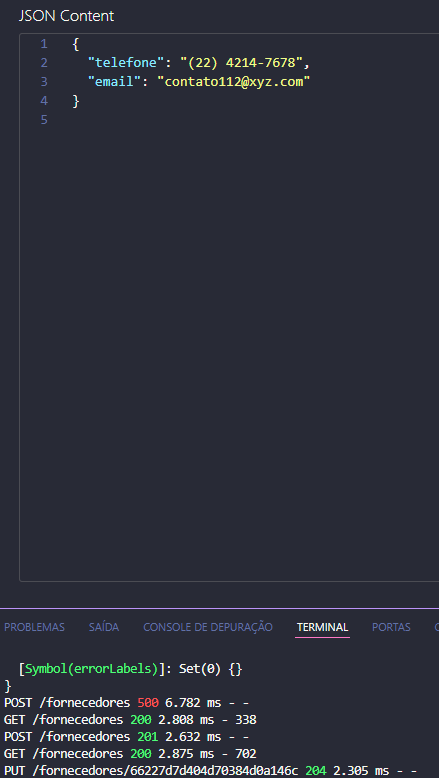 JSON Content
1 {
2 "telefone": "(22) 4214-7678",
3 "email": "contato112@xyz.com"
4 }
5
PROBLEMAS SAÍDA CONSOLE DE DEPURAÇÃO TERMINAL PORTAS
[Symbol(errorLabels)]: Set(0) {}
}
POST /fornecedores 500 6.782 ms - -
GET /fornecedores 200 2.808 ms - 338
POST /fornecedores 201 2.632 ms - -
GET /fornecedores 200 2.875 ms - 702
PUT /fornecedores/66227d7d404d70384d0a146c 204 2.305 ms - -